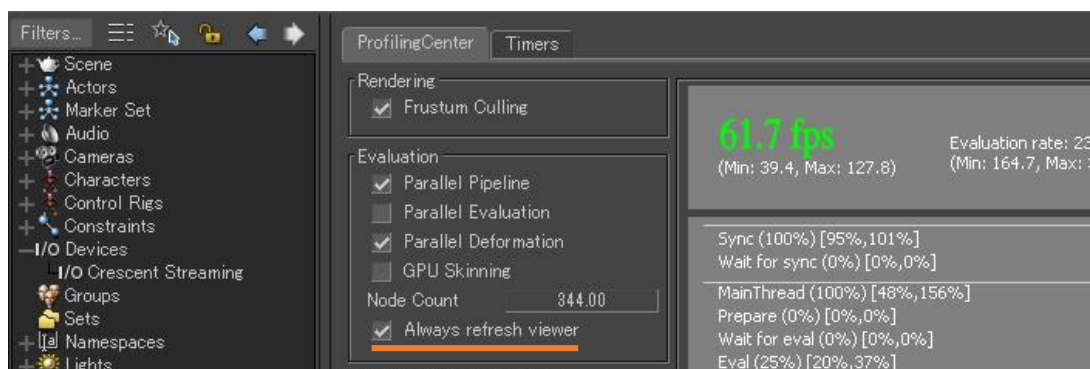 Filters...
Scene
Actors
Marker Set
Audio
Cameras
Characters
Control Rigs
Constraints
I/O Devices
I/O Crescent Streaming
Groups
Sets
Namespaces
Lights
ProfilingCenter
Timers
Rendering
Frustum Culling
Evaluation
Parallel Pipeline
Parallel Evaluation
Parallel Deformation
GPU Skinning
Node Count 344.00
Always refresh viewer
61.7 fps
(Min: 39.4, Max: 127.8)
Evaluation rate: 23
(Min: 164.7, Max:
Sync (100%) [95%,101%]
Wait for sync (0%) [0%,0%]
MainThread (100%) [48%,156%]
Prepare (0%) [0%,0%]
Wait for eval (0%) [0%,0%]
Eval (25%) [20%,37%]